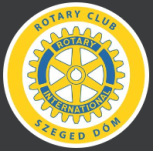 ROTARY CLUB
ROTARY
INTERNATIONAL
SZEGED DÓM